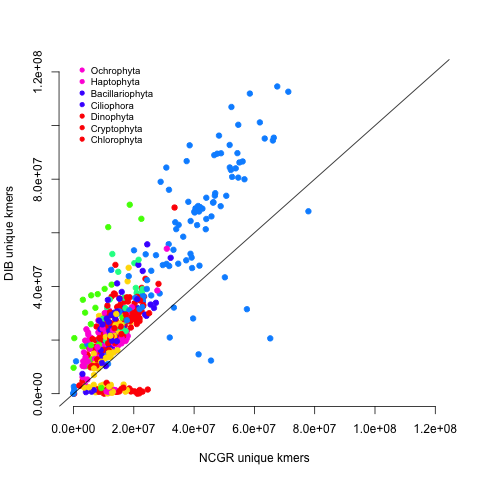 Ochrophyta
Haptophyta
Bacillariophyta
Ciliophora
Dinophyta
Cryptophyta
Chlorophyta
DIB unique kmers
0.0e+00
4.0e+07
8.0e+07
1.2e+08
0.0e+00 2.0e+07 4.0e+07 6.0e+07 8.0e+07 1.0e+08 1.2e+08
NCGR unique kmers